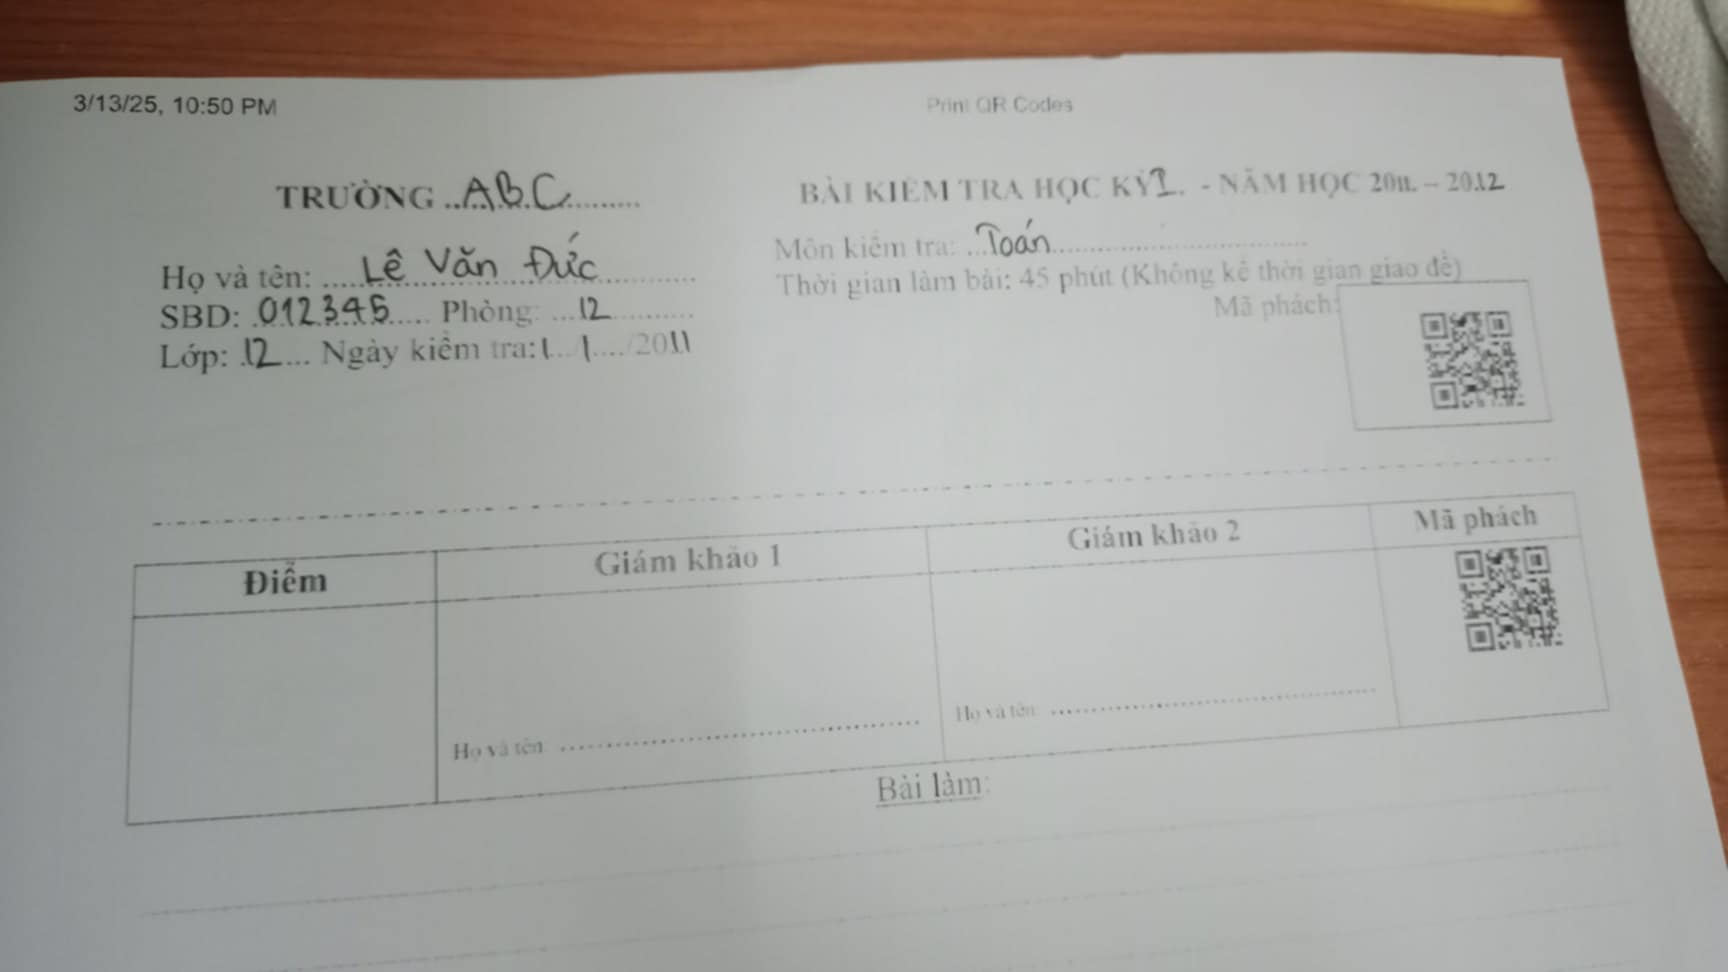 3/13/25, 10:50 PM
Print QR Codes
TRƯỜNG ..ABC..........
BÀI KIỂM TRA HỌC KỲ I. - NĂM HỌC 2011. – 2012
Họ và tên: .....Lê Văn Đức............
Môn kiểm tra: ...Toán..............................
SBD: .012345..... Phòng: ...12..........
Thời gian làm bài: 45 phút (Không kể thời gian giao đề)
Mã phách:
Lớp: .12.... Ngày kiểm tra: 1.../1..../2011
Điểm
Giám khảo 1
Giám khảo 2
Mã phách
Họ và tên ........................................
Họ và tên ........................................
Bài làm: